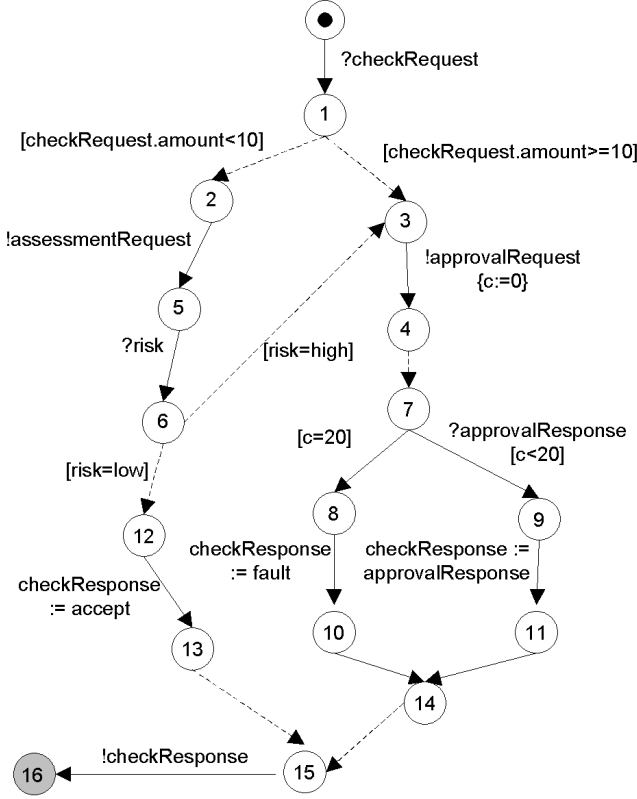 ?checkRequest
1
[checkRequest.amount<10]
[checkRequest.amount>=10]
2
3
!assessmentRequest
!approvalRequest
{c:=0}
5
4
?risk
[risk=high]
6
7
[c=20]
?approvalResponse
[c<20]
[risk=low]
8
9
12
checkResponse
:= fault
checkResponse :=
approvalResponse
checkResponse
:= accept
10
11
13
14
!checkResponse
15
16